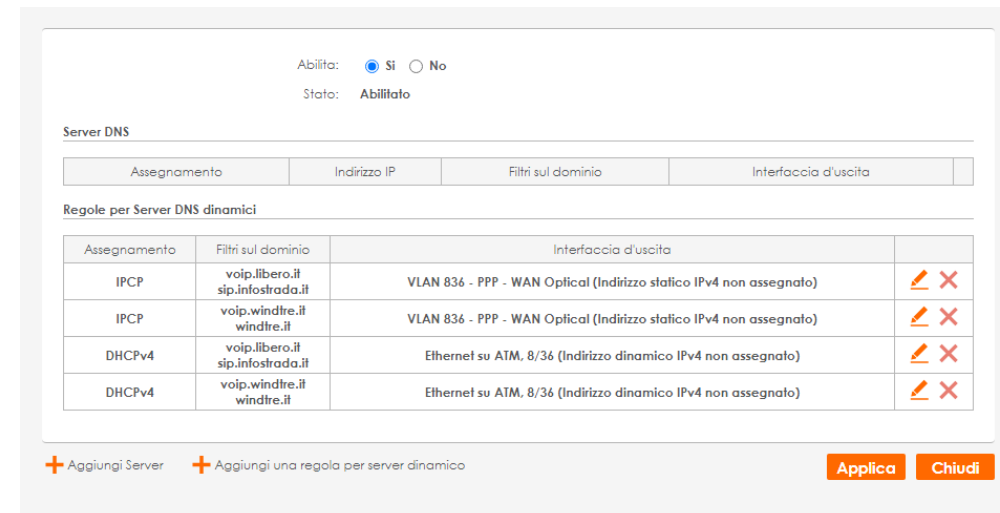 Abilita: Si No
Stato: Abilitato
Server DNS
Assegnamento Indirizzo IP Filtri sul dominio Interfaccia d'uscita
Regole per Server DNS dinamici
Assegnamento Filtri sul dominio Interfaccia d'uscita
IPCP voip.libero.it sip.infostrada.it VLAN 836 - PPP - WAN Optical (Indirizzo statico IPv4 non assegnato)
IPCP voip.windtre.it windtre.it VLAN 836 - PPP - WAN Optical (Indirizzo statico IPv4 non assegnato)
DHCPv4 voip.libero.it sip.infostrada.it Ethernet su ATM, 8/36 (Indirizzo dinamico IPv4 non assegnato)
DHCPv4 voip.windtre.it windtre.it Ethernet su ATM, 8/36 (Indirizzo dinamico IPv4 non assegnato)
Aggiungi Server Aggiungi una regola per server dinamico Applica Chiudi